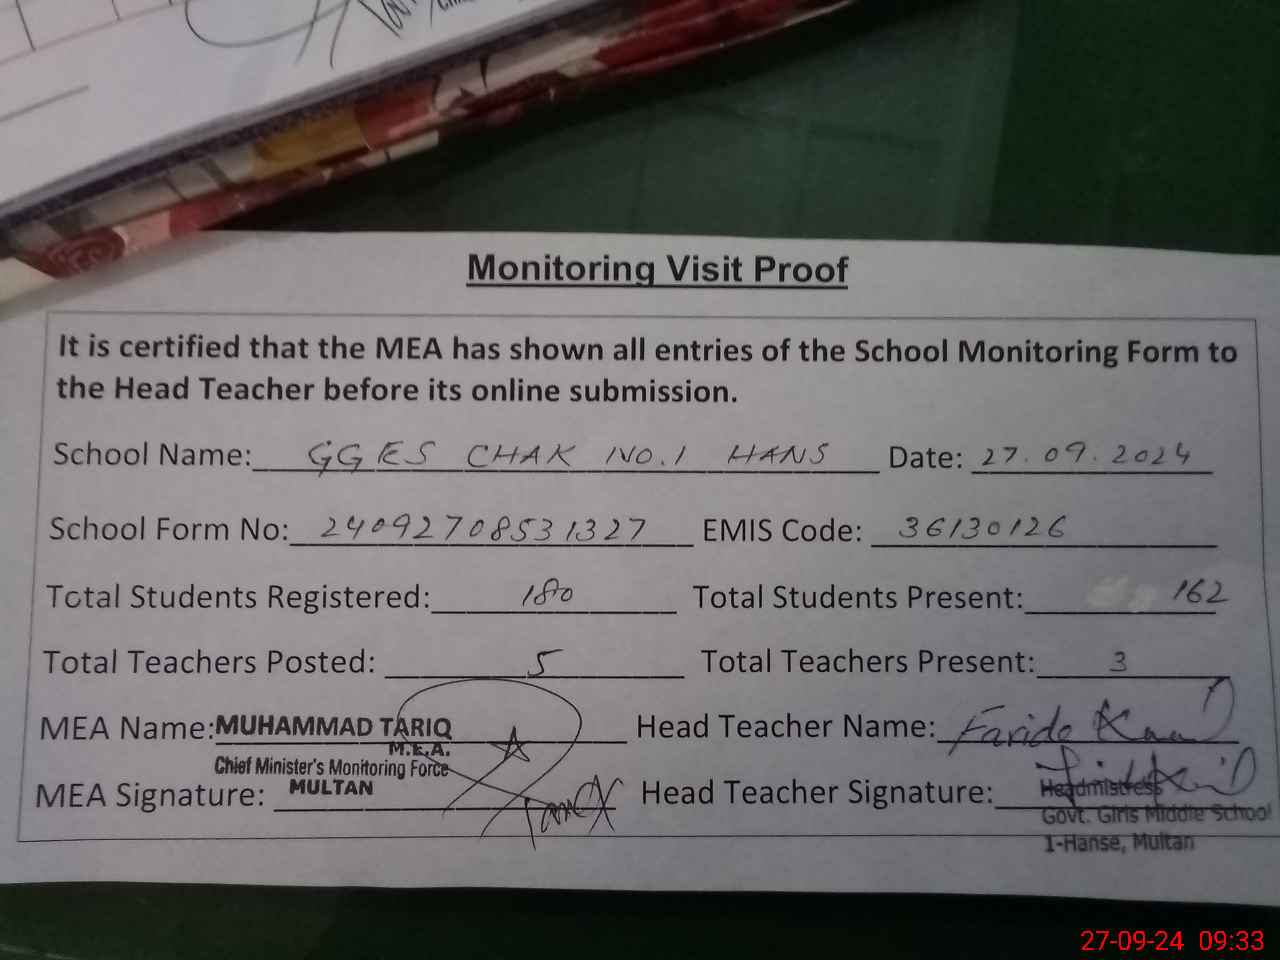 Monitoring Visit Proof
It is certified that the MEA has shown all entries of the School Monitoring Form to
the Head Teacher before its online submission.
School Name: GGES CHAK NO.1 HANS Date: 27.09.2024
School Form No: 24092708531327 EMIS Code: 36130126
Total Students Registered: 180 Total Students Present: 162
Total Teachers Posted: 5 Total Teachers Present: 3
MEA Name: MUHAMMAD TARIQ Head Teacher Name: Farida
M.E.A.
Chief Minister's Monitoring Force
MULTAN
MEA Signature: Head Teacher Signature:
Headmistress
Govt. Girls Middle School
1-Hanse, Multan
27-09-24 09:33